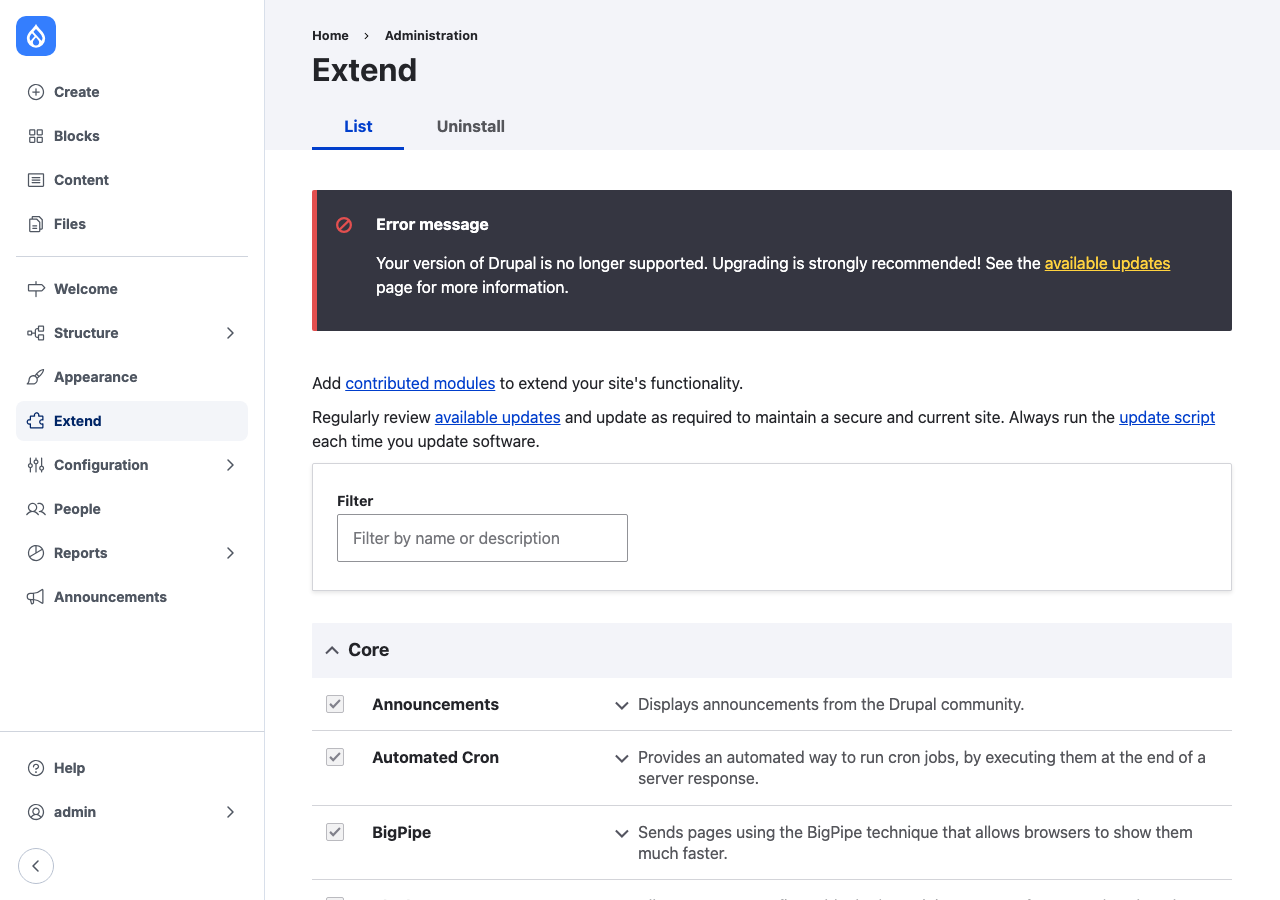 Home > Administration
Extend
List Uninstall
Create
Blocks
Content
Files
Welcome
Structure
Appearance
Extend
Configuration
People
Reports
Announcements
Help
admin
Error message
Your version of Drupal is no longer supported. Upgrading is strongly recommended! See the available updates
page for more information.
Add contributed modules to extend your site's functionality.
Regularly review available updates and update as required to maintain a secure and current site. Always run the update script
each time you update software.
Filter
Filter by name or description
Core
Announcements Displays announcements from the Drupal community.
Automated Cron Provides an automated way to run cron jobs, by executing them at the end of a
server response.
BigPipe Sends pages using the BigPipe technique that allows browsers to show them
much faster.